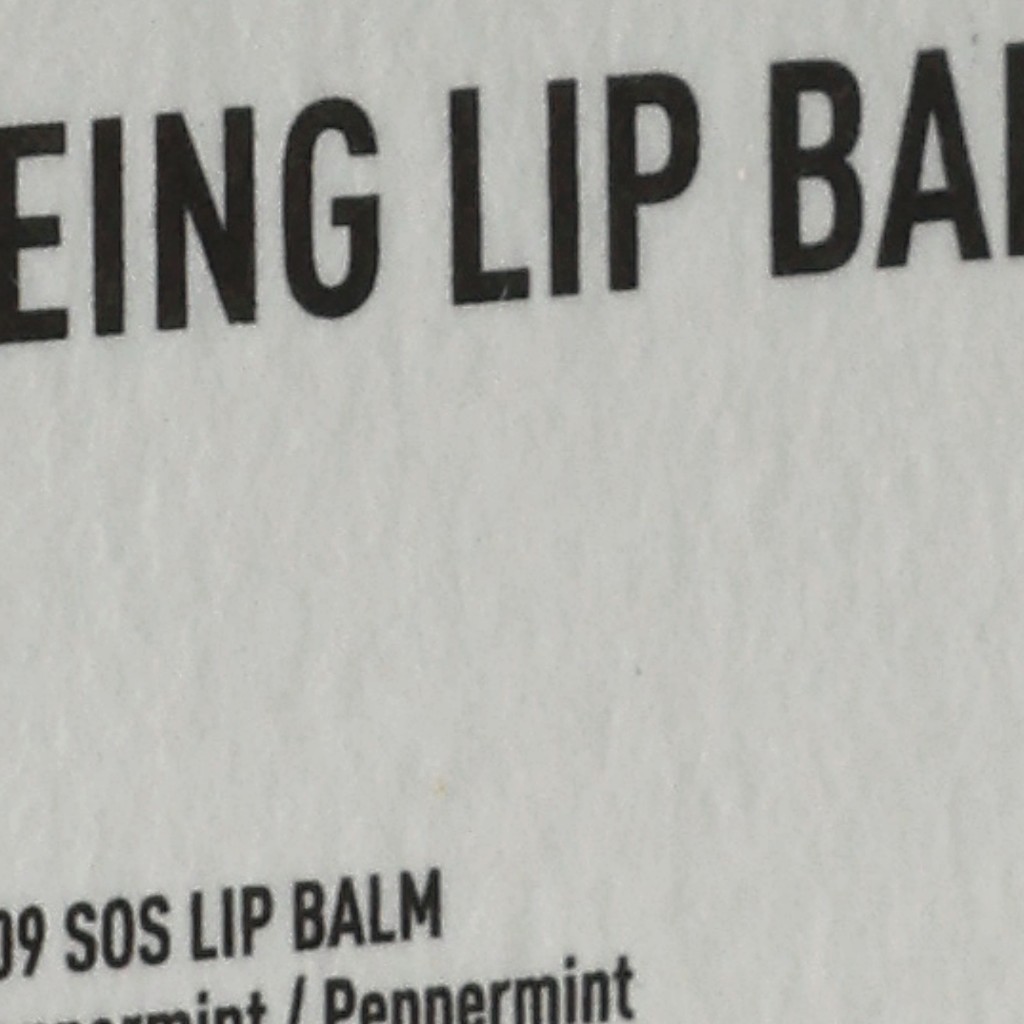 EING LIP BA
09 SOS LIP BALM
/ Peppermint